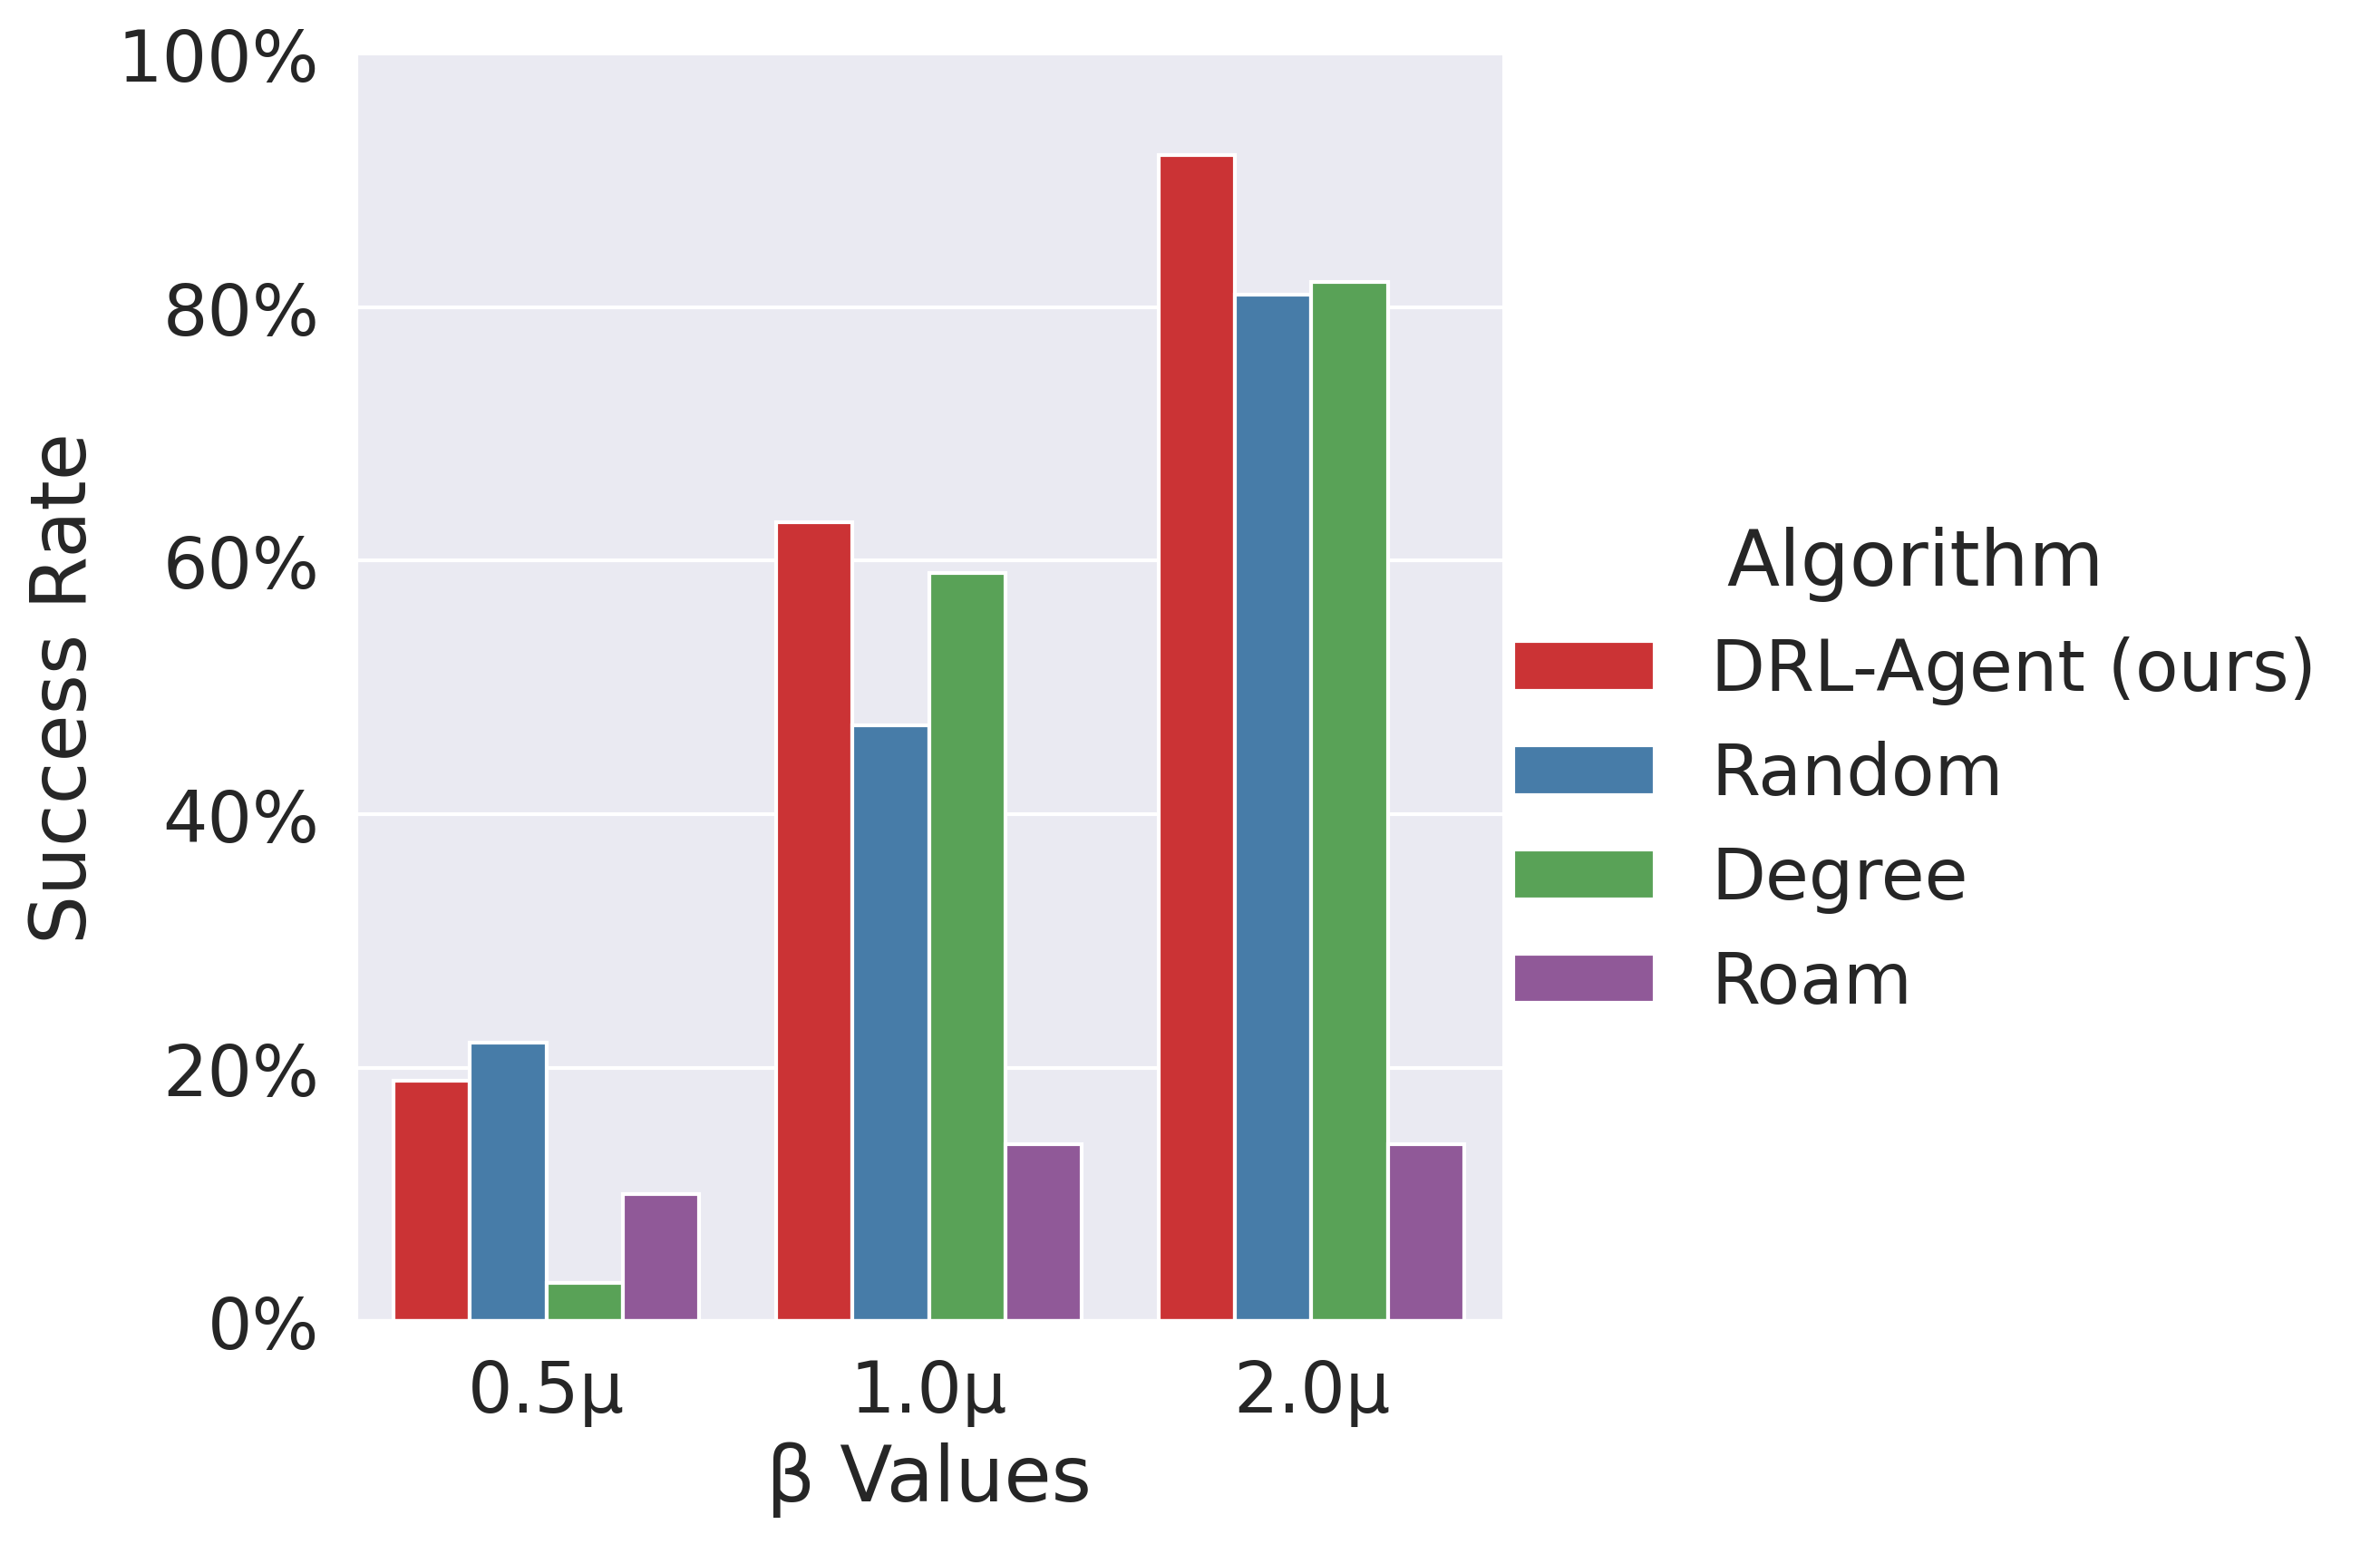 100%
80%
60%
40%
20%
0%
Success Rate
0.5μ 1.0μ 2.0μ
β Values
Algorithm
DRL-Agent (ours)
Random
Degree
Roam